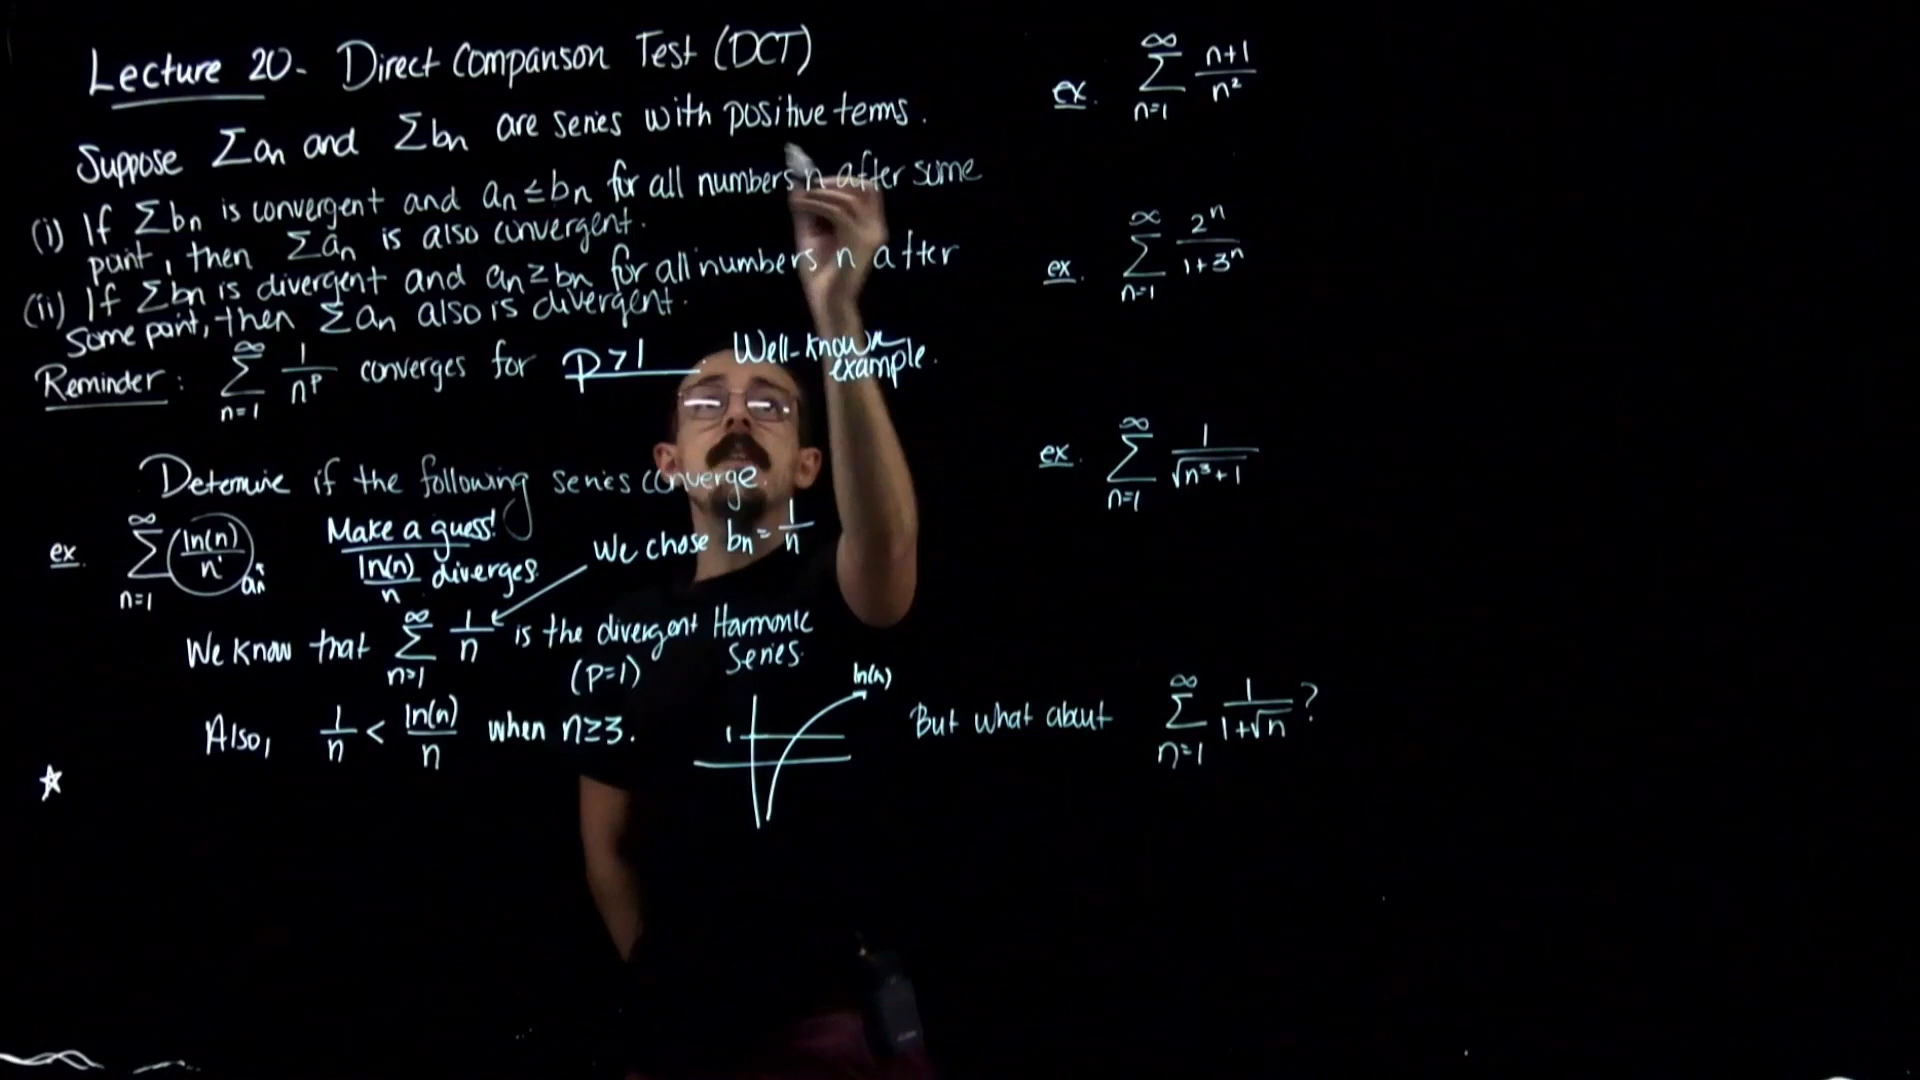 Lecture 20- Direct Comparison Test (DCT)
Suppose Σan and Σbn are series with positive terms.
(i) If Σbn is convergent and an ≤ bn for all numbers n after some
point, then Σan is also convergent.
(ii) If Σbn is divergent and an ≥ bn for all numbers n after
some point, then Σan also is divergent.
Reminder: ∞ Σ n=1 1/n^p converges for p>1. Well-known example.
Determine if the following series converge.
ex. ∞ Σ n=1 ln(n)/n an
Make a guess!
ln(n)/n diverges.
We chose bn = 1/n
We know that ∞ Σ n=1 1/n is the divergent Harmonic Series.
(p=1)
Also, 1/n < ln(n)/n when n≥3.
1 ln(n)
ex. ∞ Σ n=1 n+1/n²
ex. ∞ Σ n=1 2^n/1+3^n
ex. ∞ Σ n=1 1/√n³+1
But what about ∞ Σ n=1 1/1+√n?